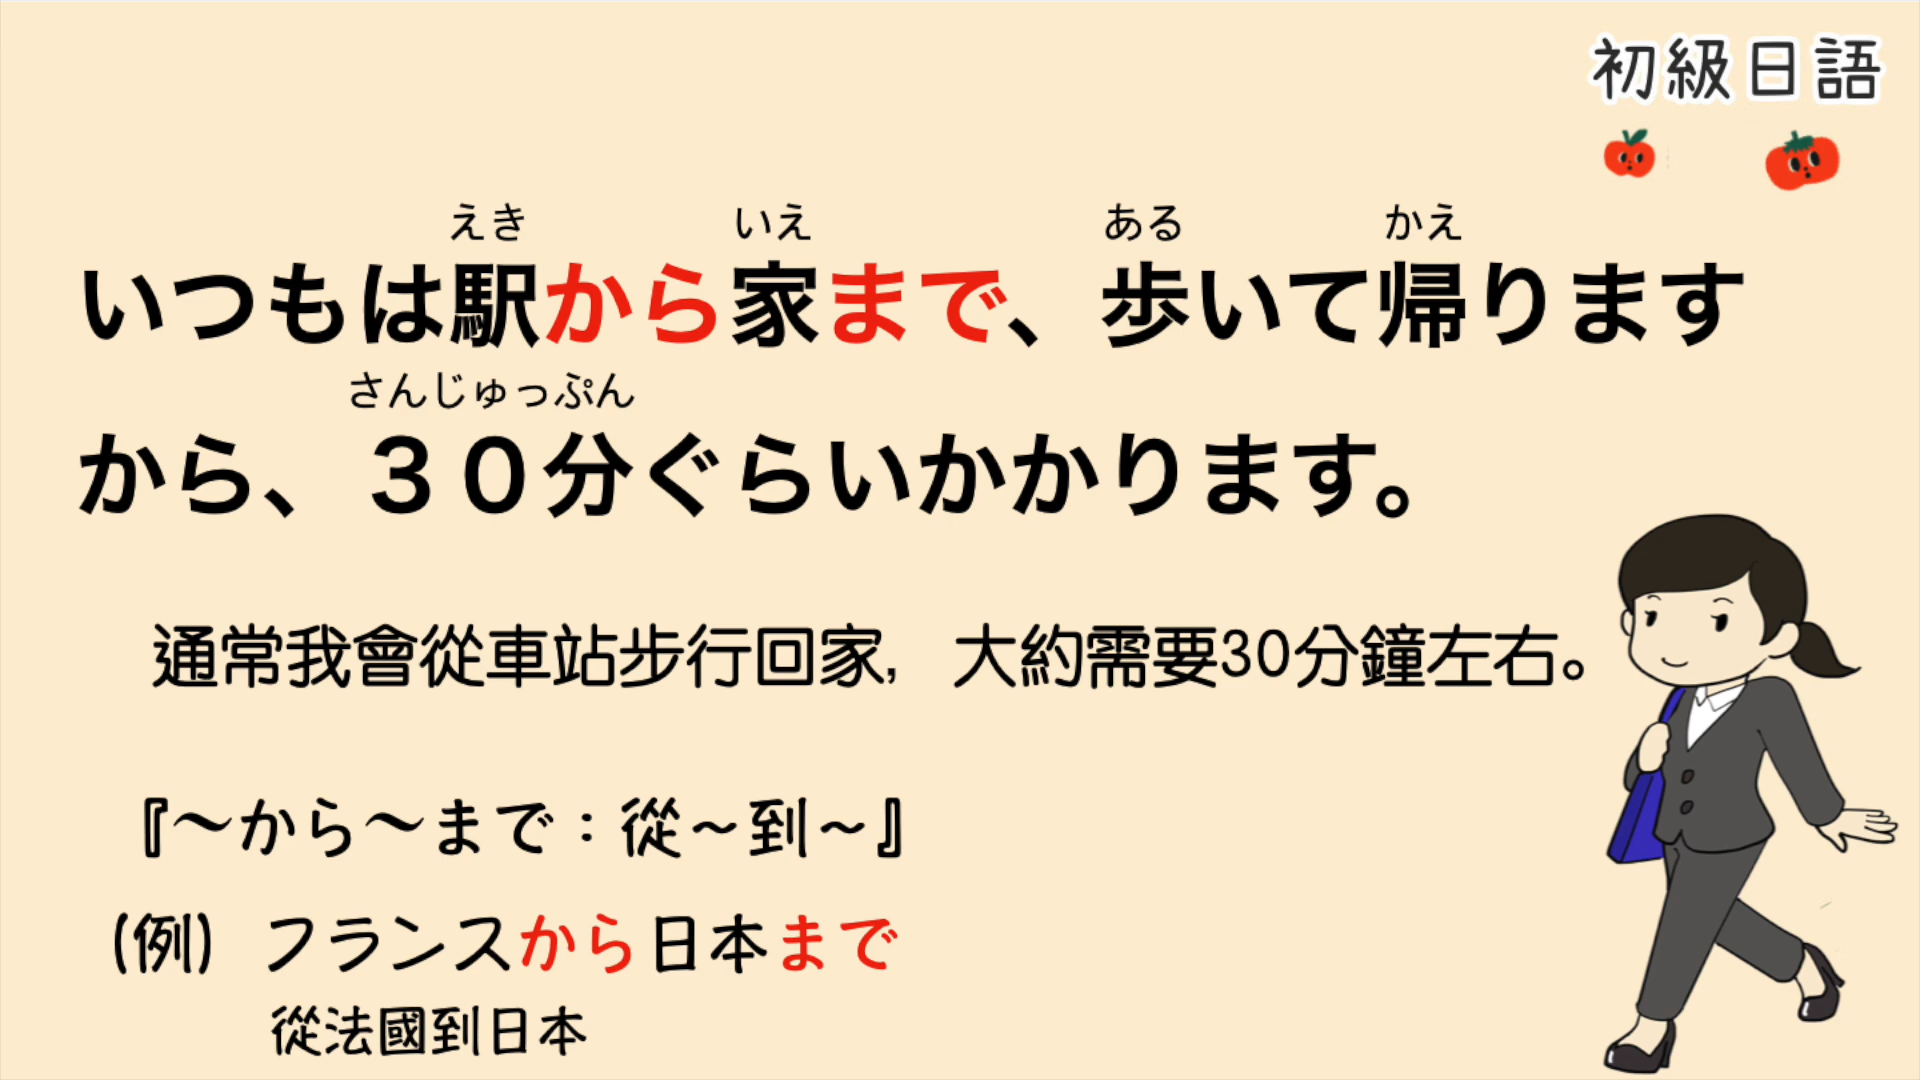 初級日語
えき いえ ある かえ
いつもは駅から家まで、歩いて帰ります
さんじゅっぷん
から、３０分ぐらいかかります。
通常我會從車站步行回家，大約需要30分鐘左右。
『～から～まで：從～到～』
(例) フランスから日本まで
從法國到日本